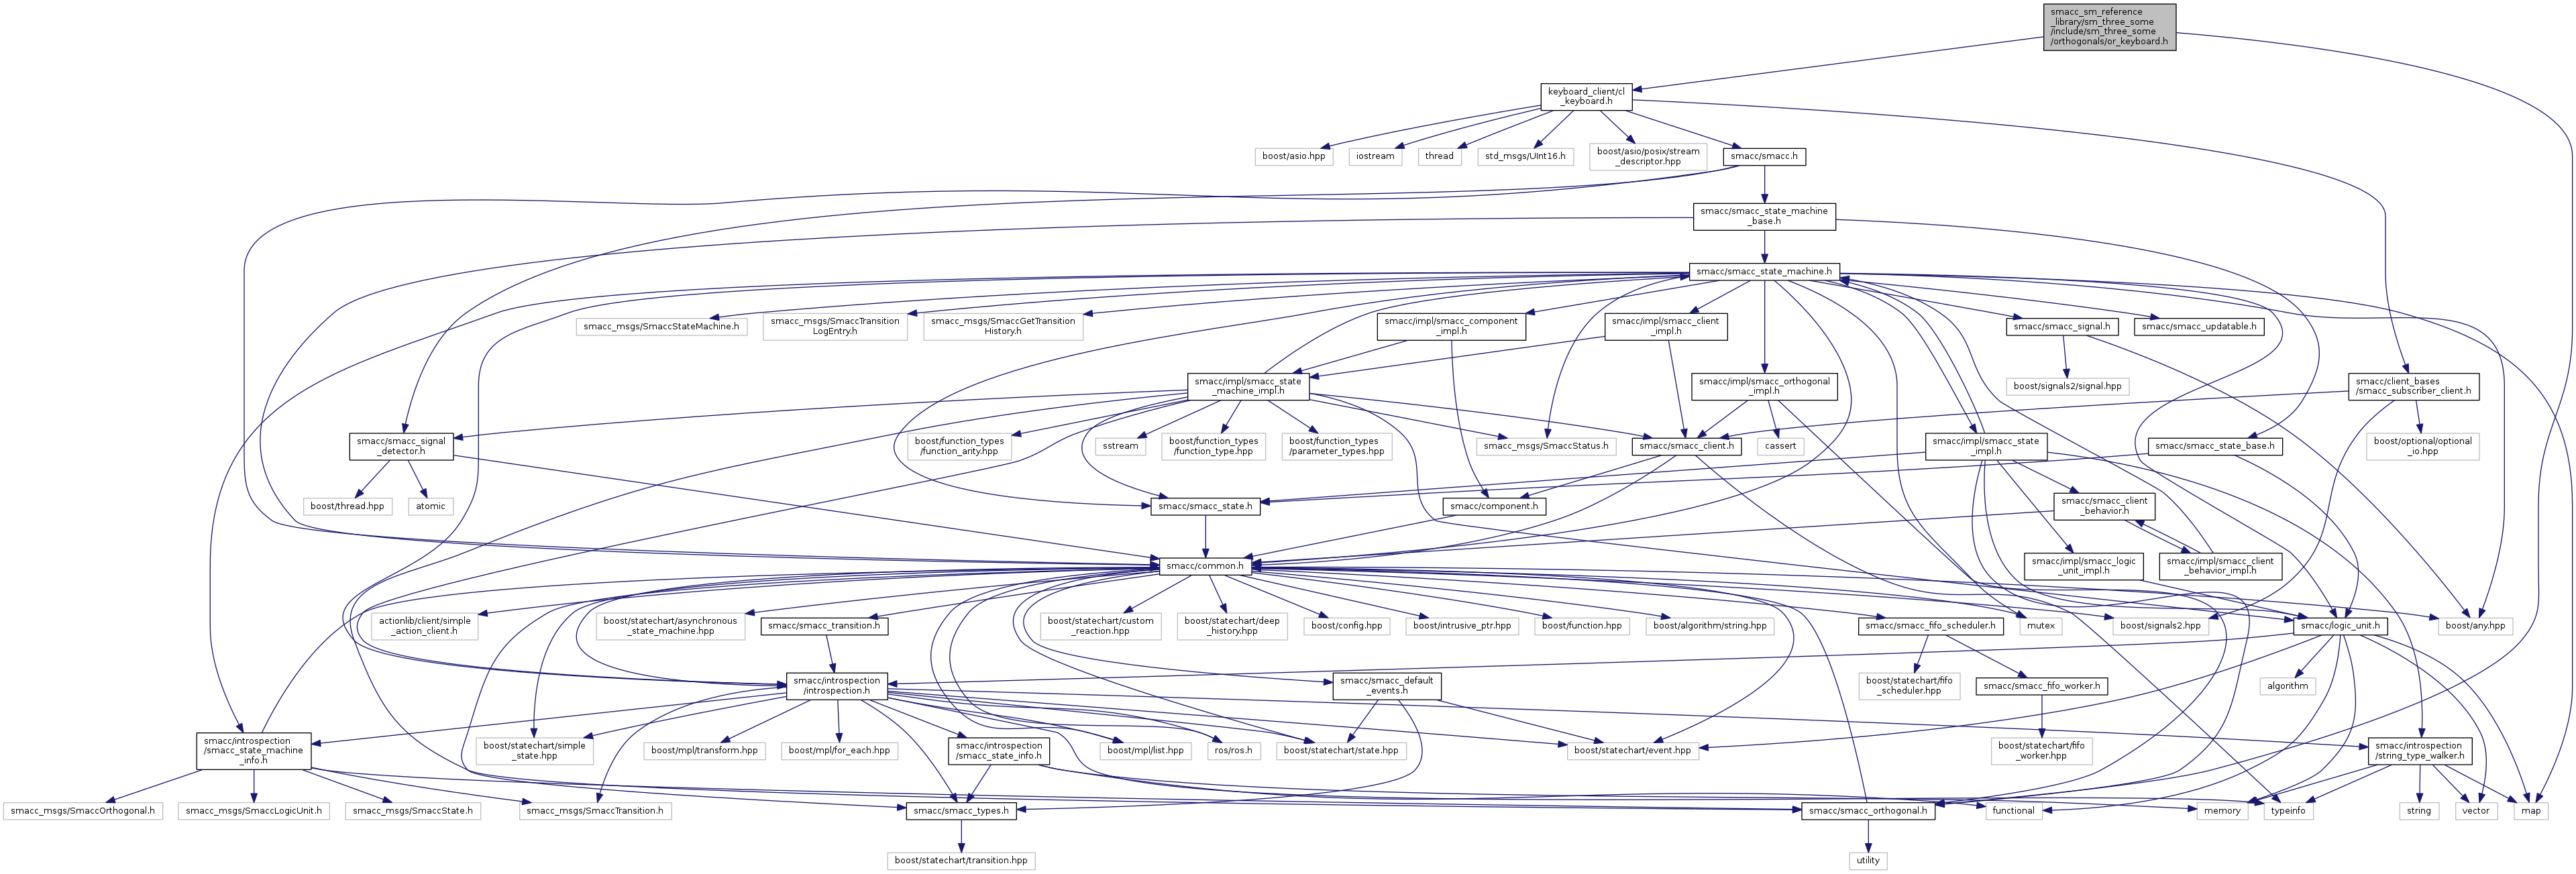 smacc_sm_reference
_library/sm_three_some
/include/sm_three_some
/orthogonals/or_keyboard.h
keyboard_client/cl
_keyboard.h
boost/asio.hpp
iostream
thread
std_msgs/UInt16.h
boost/asio/posix/stream
_descriptor.hpp
smacc/smacc.h
smacc/smacc_state_machine
_base.h
smacc/smacc_state_machine.h
smacc_msgs/SmaccStateMachine.h
smacc_msgs/SmaccTransition
LogEntry.h
smacc_msgs/SmaccGetTransition
History.h
smacc/impl/smacc_component
_impl.h
smacc/impl/smacc_client
_impl.h
smacc/smacc_signal.h
smacc/smacc_updatable.h
smacc/impl/smacc_state
_machine_impl.h
smacc/impl/smacc_orthogonal
_impl.h
boost/signals2/signal.hpp
smacc/client_bases
/smacc_subscriber_client.h
smacc/smacc_signal
_detector.h
boost/function_types
/function_arity.hpp
sstream
boost/function_types
/function_type.hpp
boost/function_types
/parameter_types.hpp
smacc_msgs/SmaccStatus.h
smacc/smacc_client.h
cassert
smacc/impl/smacc_state
_impl.h
smacc/smacc_state_base.h
boost/optional/optional
_io.hpp
boost/thread.hpp
atomic
smacc/smacc_state.h
smacc/component.h
smacc/smacc_client
_behavior.h
smacc/common.h
smacc/impl/smacc_logic
_unit_impl.h
smacc/impl/smacc_client
_behavior_impl.h
actionlib/client/simple
_action_client.h
boost/statechart/asynchronous
_state_machine.hpp
smacc/smacc_transition.h
boost/statechart/custom
_reaction.hpp
boost/statechart/deep
_history.hpp
boost/config.hpp
boost/intrusive_ptr.hpp
boost/function.hpp
boost/algorithm/string.hpp
smacc/smacc_fifo_scheduler.h
mutex
boost/signals2.hpp
smacc/logic_unit.h
boost/any.hpp
smacc/introspection
/introspection.h
smacc/smacc_default
_events.h
boost/statechart/fifo
_scheduler.hpp
smacc/smacc_fifo_worker.h
algorithm
smacc/introspection
/smacc_state_machine
_info.h
boost/statechart/simple
_state.hpp
boost/mpl/transform.hpp
boost/mpl/for_each.hpp
smacc/introspection
/smacc_state_info.h
boost/mpl/list.hpp
ros/ros.h
boost/statechart/state.hpp
boost/statechart/event.hpp
boost/statechart/fifo
_worker.hpp
smacc/introspection
/string_type_walker.h
smacc_msgs/SmaccOrthogonal.h
smacc_msgs/SmaccLogicUnit.h
smacc_msgs/SmaccState.h
smacc_msgs/SmaccTransition.h
smacc/smacc_types.h
smacc/smacc_orthogonal.h
functional
memory
typeinfo
string
vector
map
boost/statechart/transition.hpp
utility